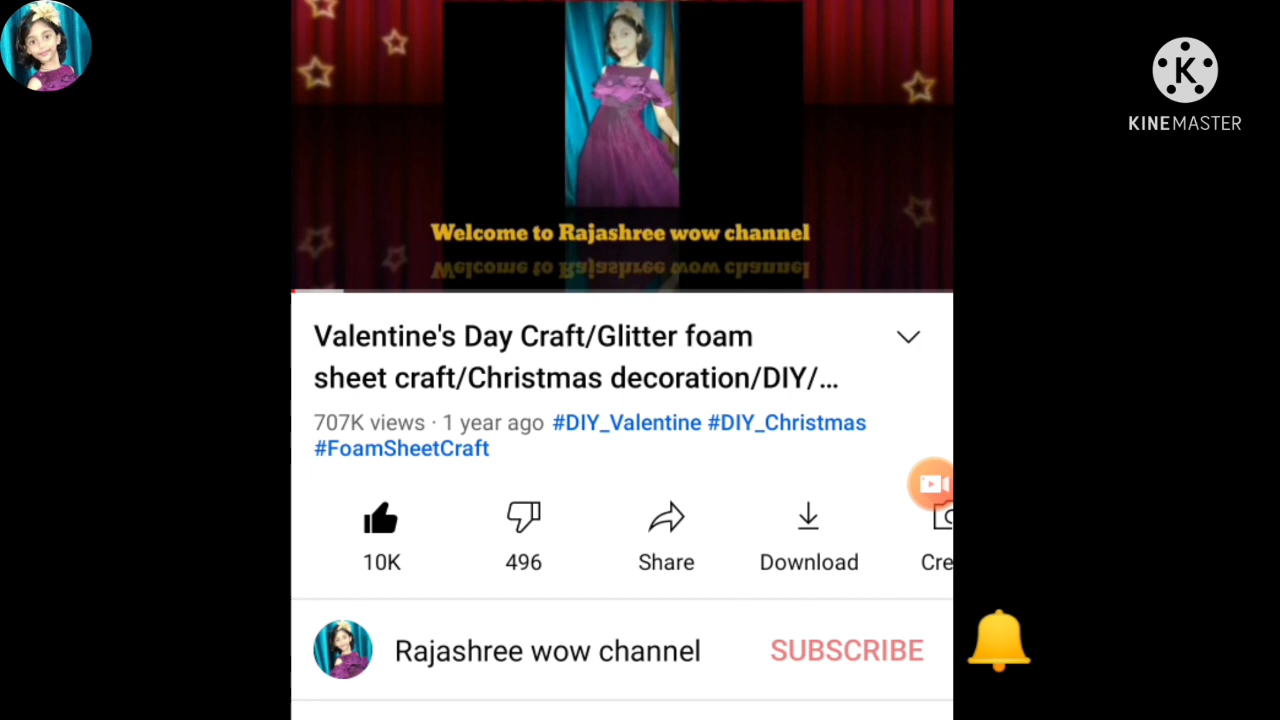 KINEMASTER
Welcome to Rajashree wow channel
Valentine's Day Craft/Glitter foam
sheet craft/Christmas decoration/DIY/...
707K views · 1 year ago #DIY_Valentine #DIY_Christmas
#FoamSheetCraft
10K 496 Share Download Cre
Rajashree wow channel SUBSCRIBE